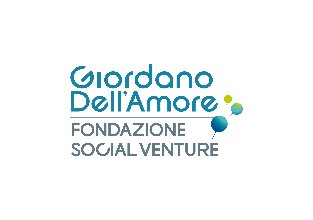 Giordano
Dell'Amore
FONDAZIONE
SOCIAL VENTURE